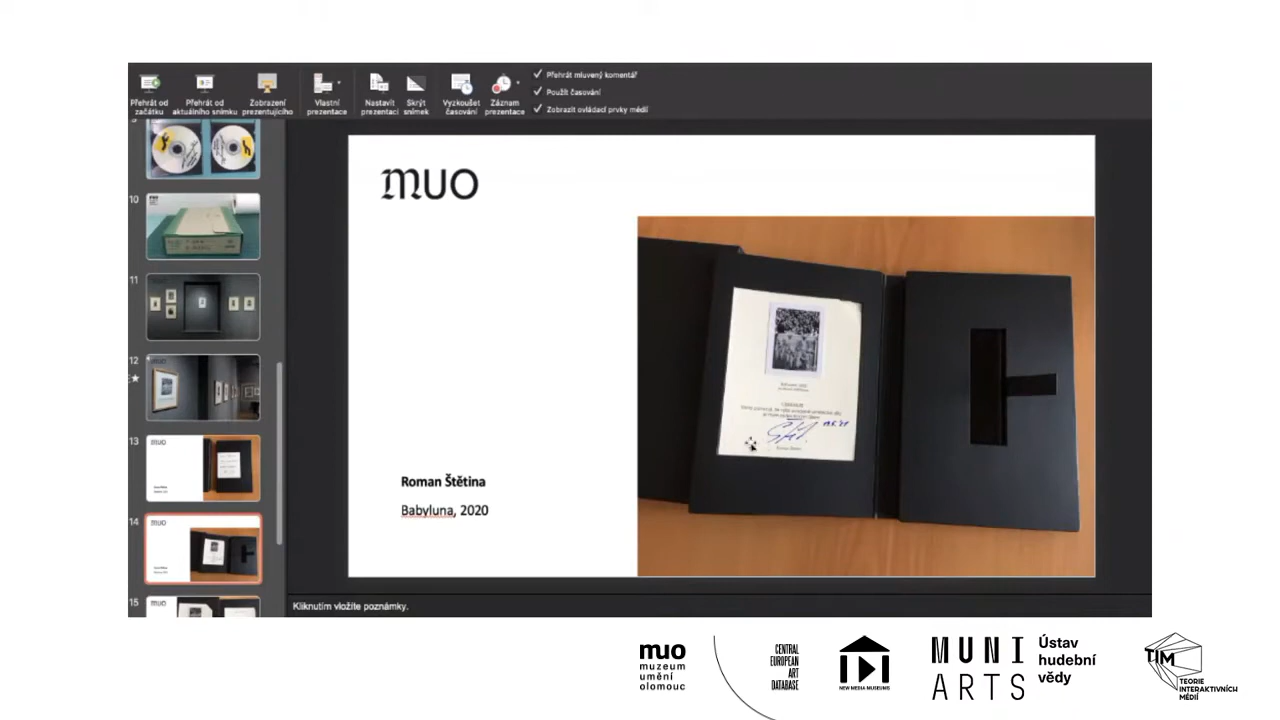 Přehrát od
začátku
Přehrát od
aktuálního snímku
Zobrazení
prezentujícího
Vlastní
prezentace
Nastavit
prezentaci
Skrýt
snímek
Vyzkoušet
časování
Záznam
prezentace
Přehrát mluvený komentář
Použít časování
Zobrazit ovládací prvky médií
10
11
12
13
14
15
muo
Roman Štětina
Babyluna, 2020
Kliknutím vložíte poznámky.
muo
muzeum
umění
olomouc
CENTRAL
EUROPEAN
ART
DATABASE
NEW MEDIA MUSEUMS
MUNI
ARTS
Ústav
hudební
vědy
TIM
TEORIE
INTERAKTIVNÍCH
MÉDIÍ